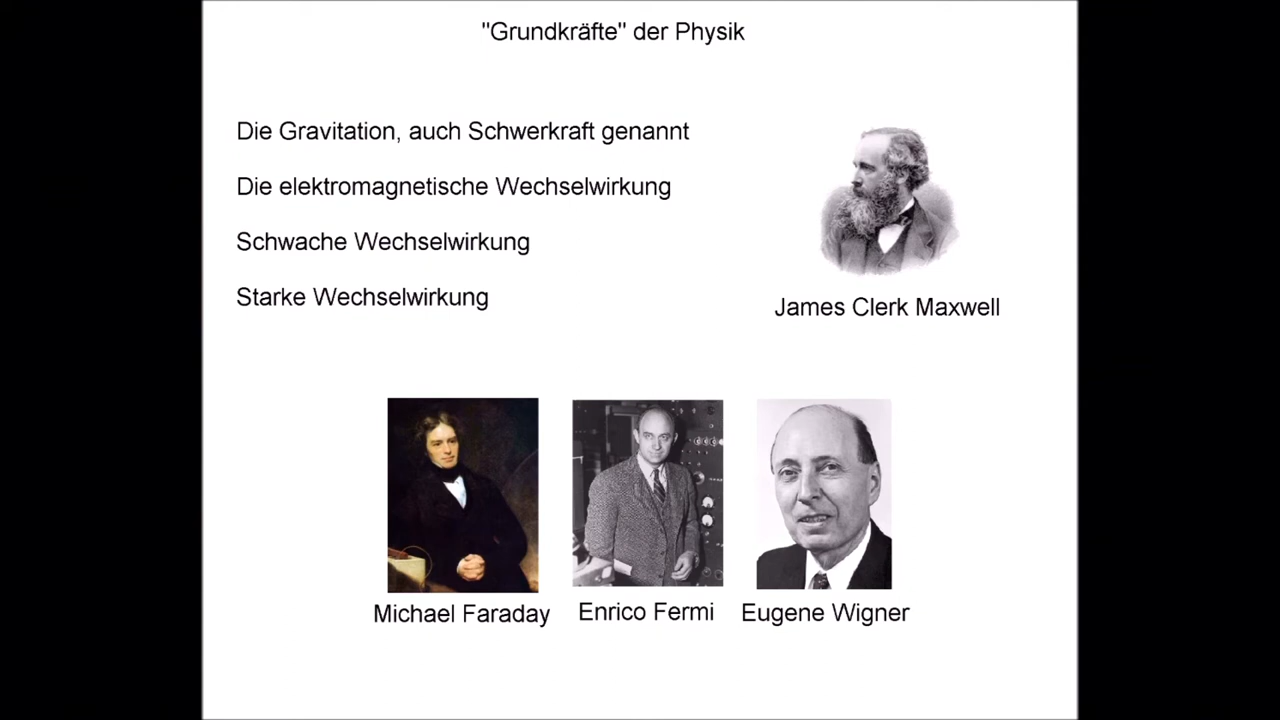 "Grundkräfte" der Physik
Die Gravitation, auch Schwerkraft genannt
Die elektromagnetische Wechselwirkung
Schwache Wechselwirkung
Starke Wechselwirkung
James Clerk Maxwell
Michael Faraday
Enrico Fermi
Eugene Wigner